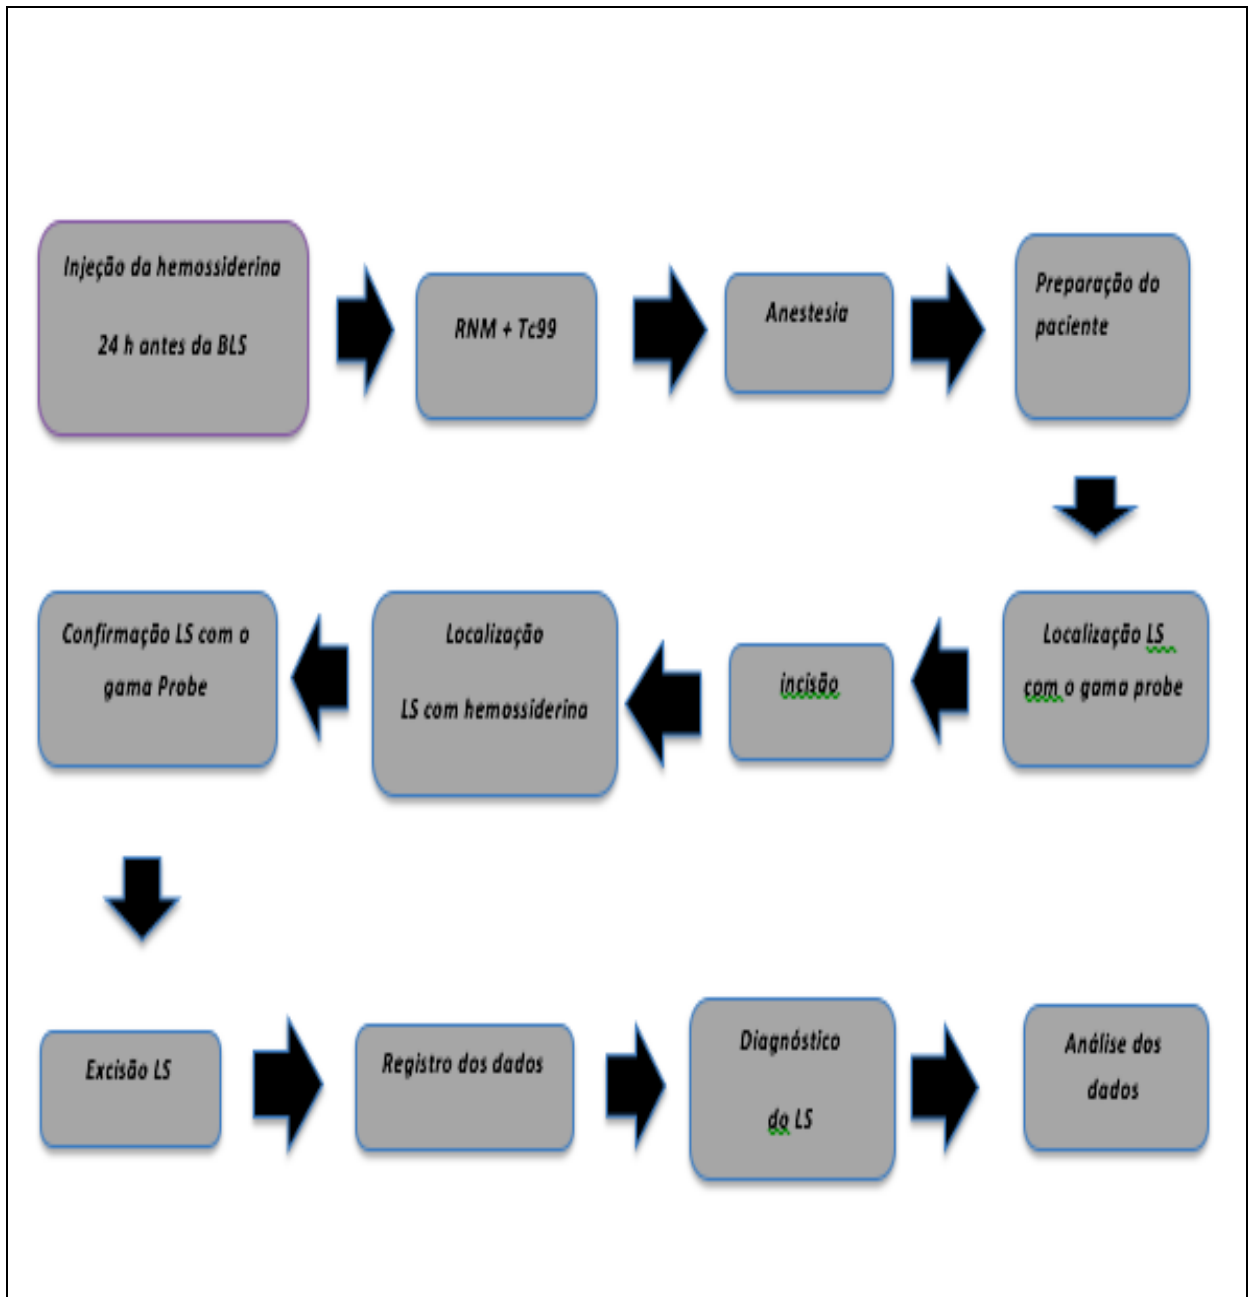 Injeção da hemossiderina
24 h antes da BLS
RNM + Tc99
Anestesia
Preparação do
paciente
Localização LS
com o gama probe
incisão
Localização
LS com hemossiderina
Confirmação LS com o
gama Probe
Excisão LS
Registro dos dados
Diagnóstico
do LS
Análise dos
dados